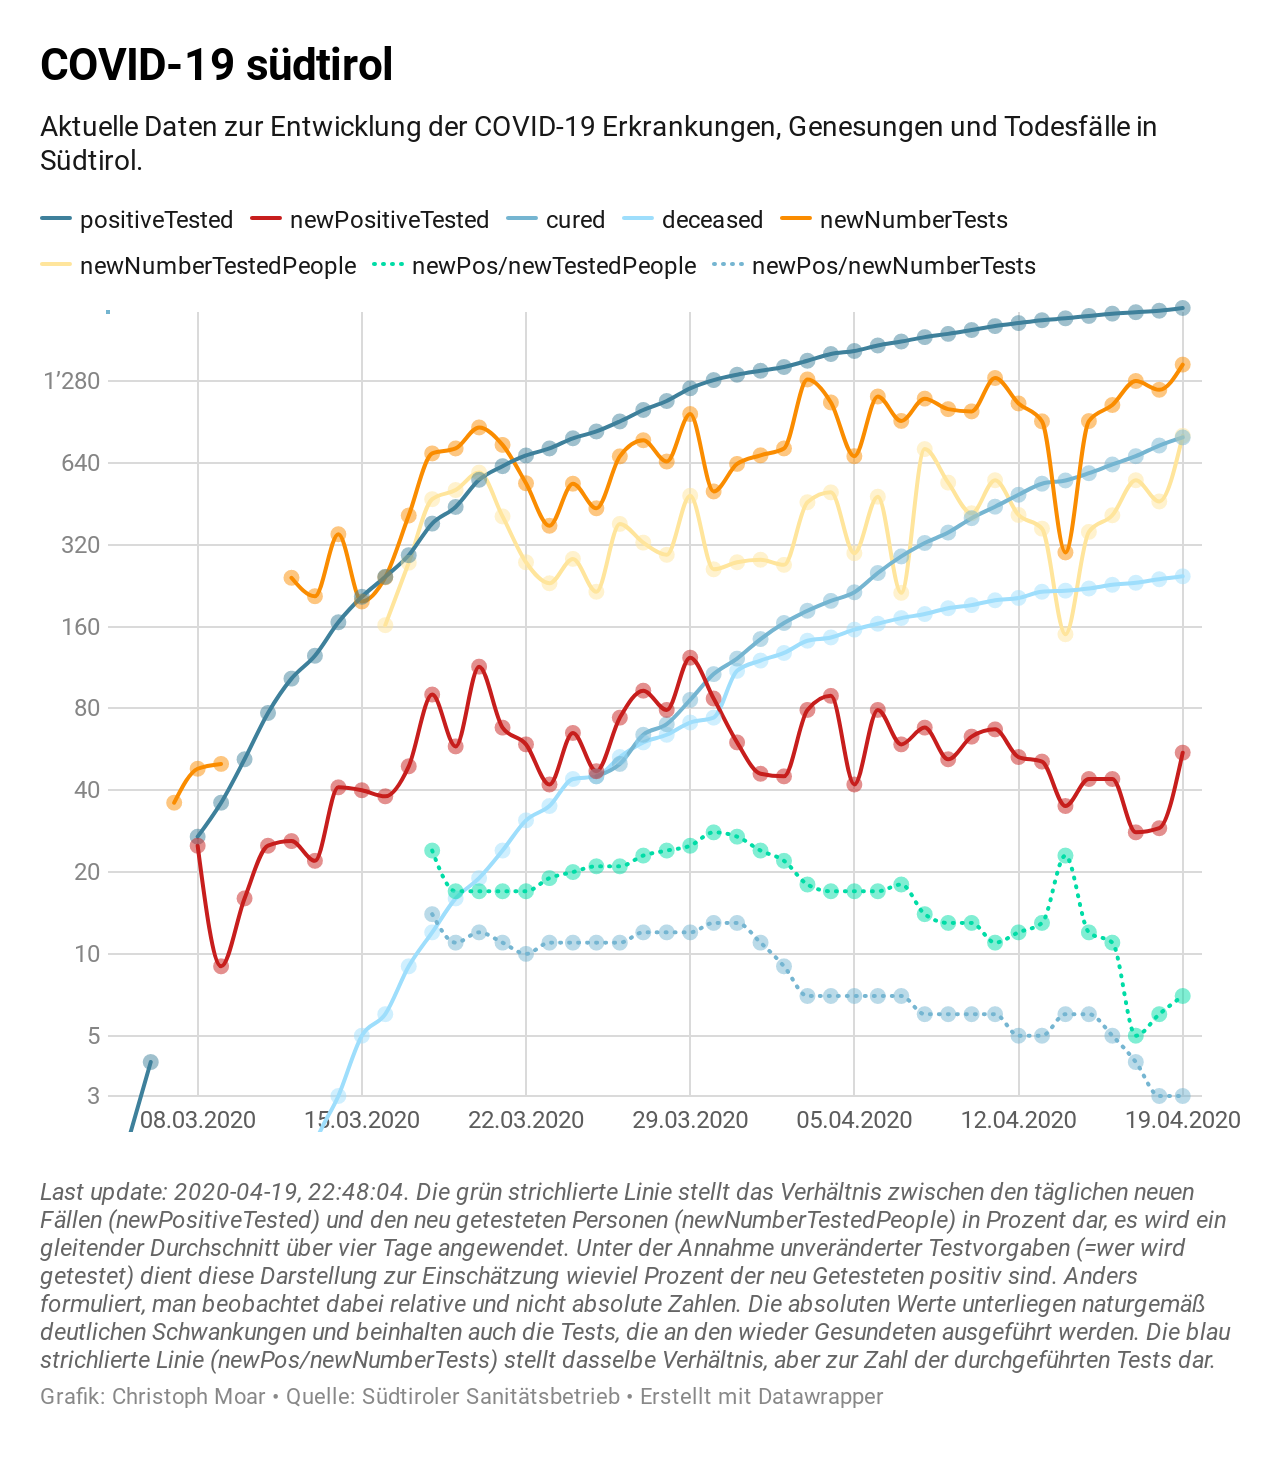 COVID-19 südtirol
Aktuelle Daten zur Entwicklung der COVID-19 Erkrankungen, Genesungen und Todesfälle in
Südtirol.
positiveTested newPositiveTested cured deceased newNumberTests
newNumberTestedPeople newPos/newTestedPeople newPos/newNumberTests
1’280
640
320
160
80
40
20
10
5
3
08.03.2020 15.03.2020 22.03.2020 29.03.2020 05.04.2020 12.04.2020 19.04.2020
Last update: 2020-04-19, 22:48:04. Die grün strichlierte Linie stellt das Verhältnis zwischen den täglichen neuen
Fällen (newPositiveTested) und den neu getesteten Personen (newNumberTestedPeople) in Prozent dar, es wird ein
gleitender Durchschnitt über vier Tage angewendet. Unter der Annahme unveränderter Testvorgaben (=wer wird
getestet) dient diese Darstellung zur Einschätzung wieviel Prozent der neu Getesteten positiv sind. Anders
formuliert, man beobachtet dabei relative und nicht absolute Zahlen. Die absoluten Werte unterliegen naturgemäß
deutlichen Schwankungen und beinhalten auch die Tests, die an den wieder Gesundeten ausgeführt werden. Die blau
strichlierte Linie (newPos/newNumberTests) stellt dasselbe Verhältnis, aber zur Zahl der durchgeführten Tests dar.
Grafik: Christoph Moar • Quelle: Südtiroler Sanitätsbetrieb • Erstellt mit Datawrapper